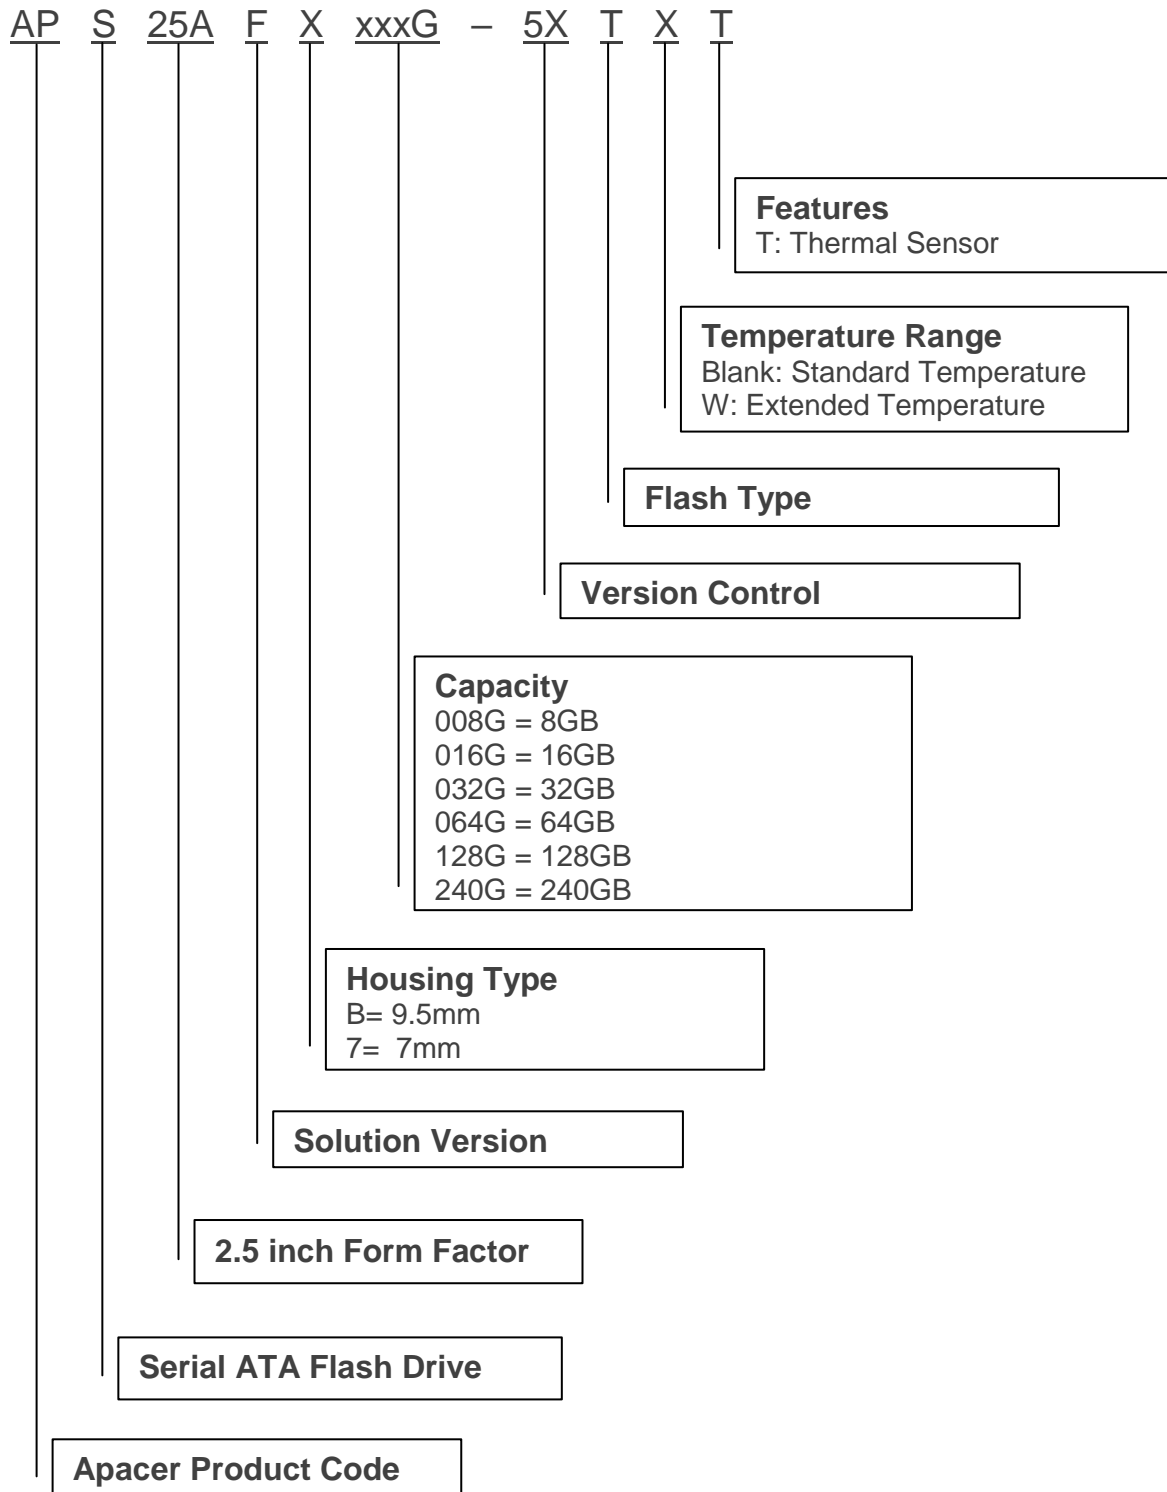 AP S 25A F X xxxG – 5X T X T
Features
T: Thermal Sensor
Temperature Range
Blank: Standard Temperature
W: Extended Temperature
Flash Type
Version Control
Capacity
008G = 8GB
016G = 16GB
032G = 32GB
064G = 64GB
128G = 128GB
240G = 240GB
Housing Type
B= 9.5mm
7= 7mm
Solution Version
2.5 inch Form Factor
Serial ATA Flash Drive
Apacer Product Code